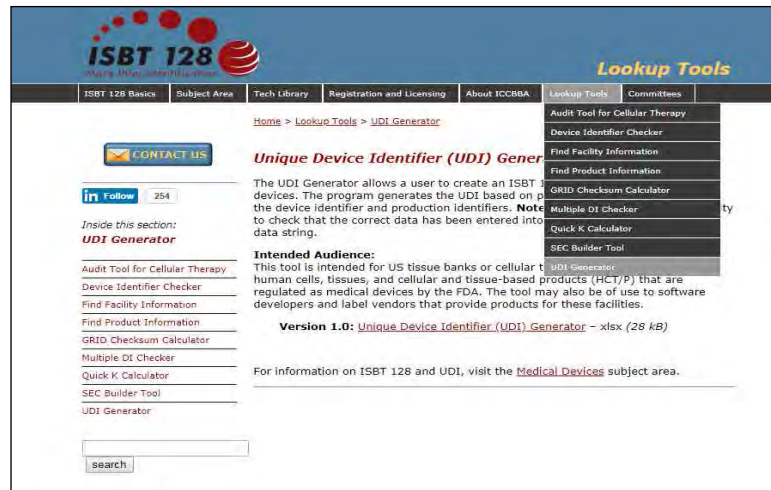 ISBT 128
Lookup Tools
ISBT 128 Basics
Subject Area
Tech Library
Registration and Licensing
About ICCBBA
Lookup Tools
Committees
Home > Lookup Tools > UDI Generator
Audit Tool for Cellular Therapy
Device Identifier Checker
Find Facility Information
Find Product Information
GRID Checksum Calculator
Multiple DI Checker
Quick K Calculator
SEC Builder Tool
UDI Generator
CONTACT US
in Follow 254
Inside this section:
UDI Generator
Audit Tool for Cellular Therapy
Device Identifier Checker
Find Facility Information
Find Product Information
GRID Checksum Calculator
Multiple DI Checker
Quick K Calculator
SEC Builder Tool
UDI Generator
search
Unique Device Identifier (UDI) Gener
The UDI Generator allows a user to create an ISBT 1
devices. The program generates the UDI based on p
the device identifier and production identifiers. Note ty
to check that the correct data has been entered into
data string.
Intended Audience:
This tool is intended for US tissue banks or cellular t
human cells, tissues, and cellular and tissue-based products (HCT/P) that are
regulated as medical devices by the FDA. The tool may also be of use to software
developers and label vendors that provide products for these facilities.
Version 1.0: Unique Device Identifier (UDI) Generator – xlsx (28 kB)
For information on ISBT 128 and UDI, visit the Medical Devices subject area.